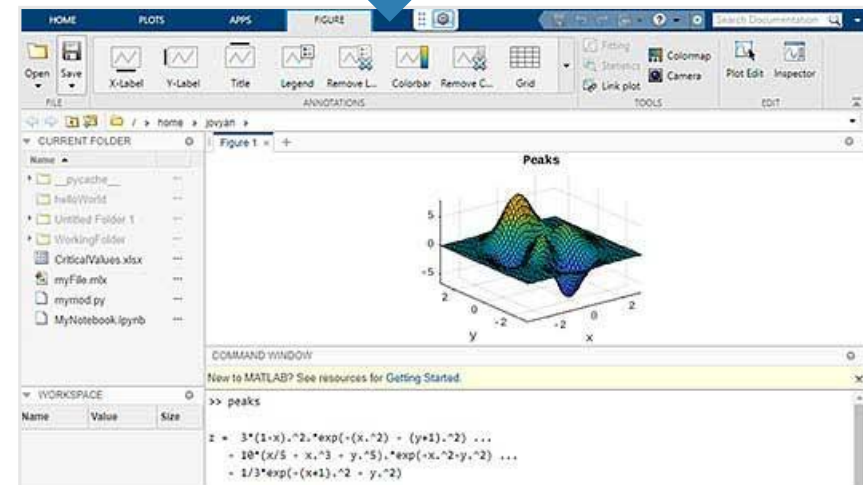 HOME PLOTS APPS FIGURE Search Documentation
Open Save X-Label Y-Label Title Legend Remove L... Colorbar Remove C... Grid Fitting Statistics Link plot Colormap Camera Plot Edit Inspector
FILE ANNOTATIONS TOOLS EDIT
/ › home › jovyan ›
CURRENT FOLDER
Name
__pycache__
helloWorld
Untitled Folder 1
WorkingFolder
CriticalValues.xlsx
myFile.mlx
mymod.py
MyNotebook.ipynb
WORKSPACE
Name Value Size
Figure 1 × +
Peaks
5
0
-5
2
0
-2
y
-2
0
2
x
COMMAND WINDOW
New to MATLAB? See resources for Getting Started.
>> peaks
z = 3*(1-x).^2.*exp(-(x.^2) - (y+1).^2) ...
- 10*(x/5 - x.^3 - y.^5).*exp(-x.^2-y.^2) ...
- 1/3*exp(-(x+1).^2 - y.^2)